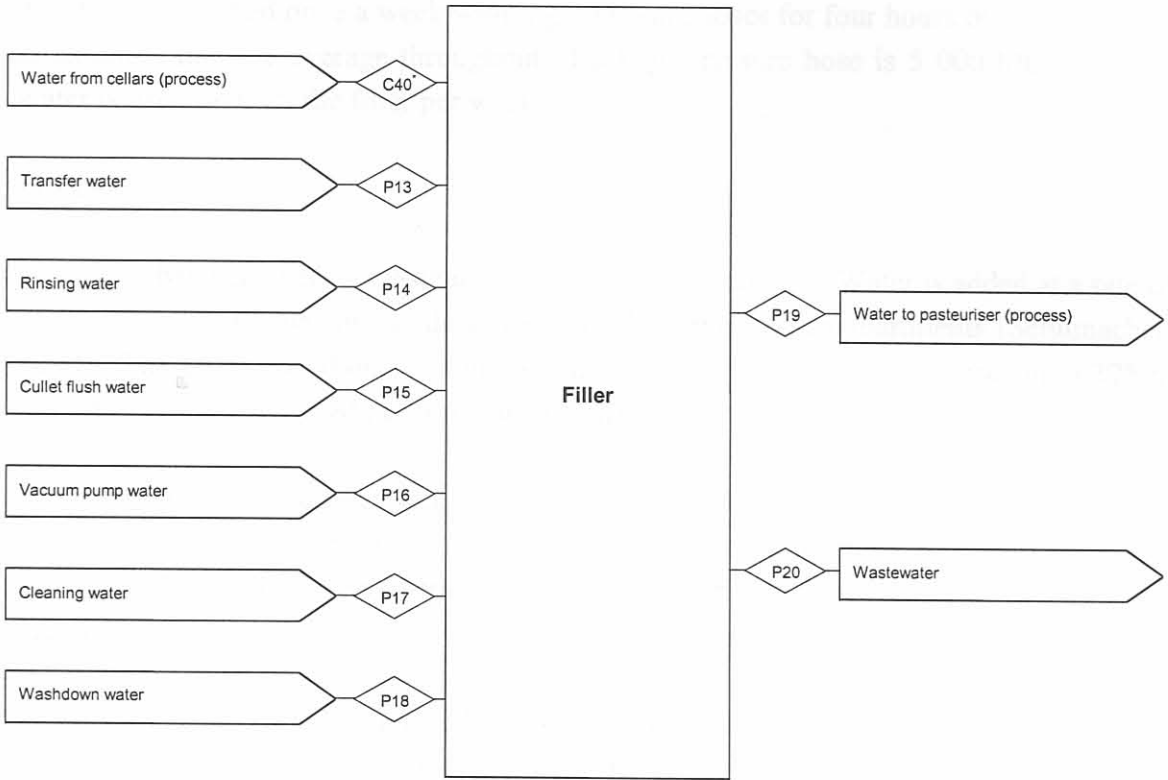 Water from cellars (process)
C40*
Transfer water
P13
Rinsing water
P14
P19
Water to pasteuriser (process)
Cullet flush water
P15
Filler
Vacuum pump water
P16
P20
Wastewater
Cleaning water
P17
Washdown water
P18